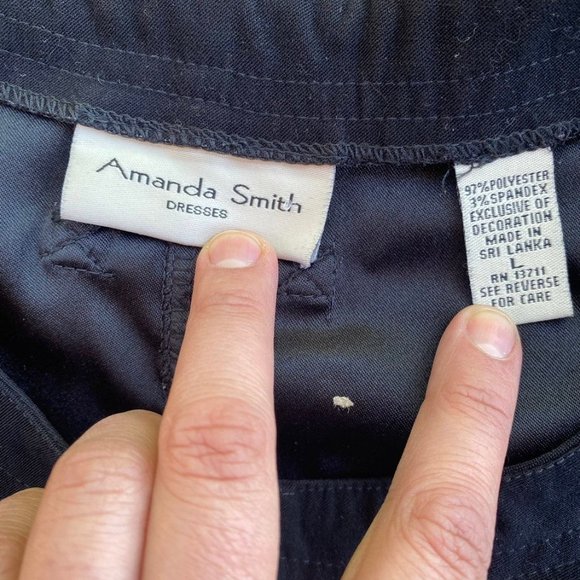 Amanda Smith
DRESSES
97%POLYESTER
3%SPANDEX
EXCLUSIVE OF
DECORATION
MADE IN
SRI LANKA
L
RN 13711
SEE REVERSE
FOR CARE